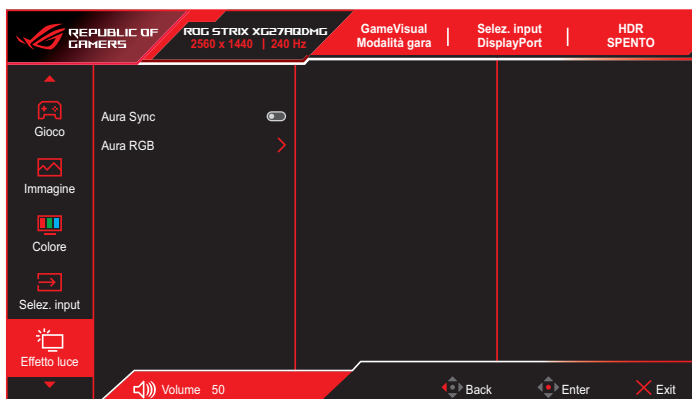 REPUBLIC OF
GAMERS
ROG STRIX XG27AQDMG
2560 x 1440 | 240 Hz
GameVisual
Modalità gara
Selez. input
DisplayPort
HDR
SPENTO
Gioco
Immagine
Colore
Selez. input
Effetto luce
Aura Sync
Aura RGB
Volume 50
Back
Enter
Exit